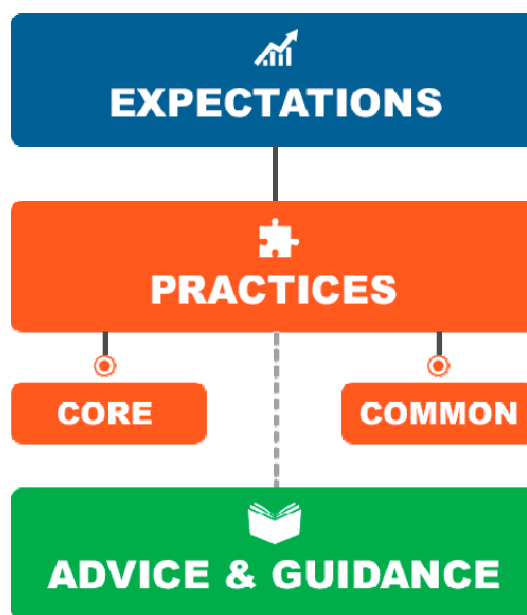 EXPECTATIONS
PRACTICES
CORE
COMMON
ADVICE & GUIDANCE